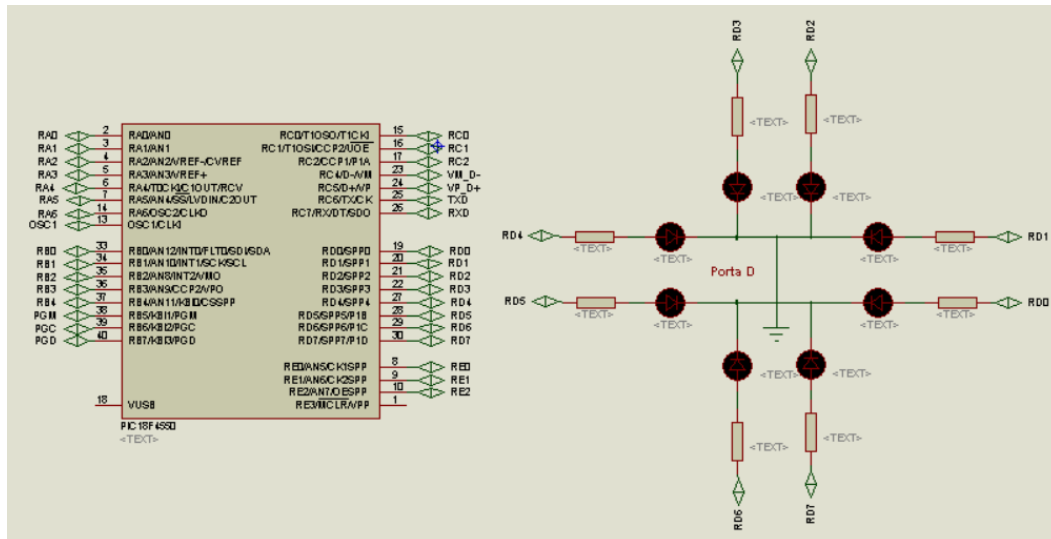 RA0 2 RA0/AN0
RA1 3 RA1/AN1
RA2 4 RA2/AN2/VREF-/CVREF
RA3 5 RA3/AN3/VREF+
RA4 6 RA4/T0CKI/C1OUT/RCV
RA5 7 RA5/AN4/SS/LVDIN/C2OUT
RA6 14 RA6/OSC2/CLKO
OSC1 13 OSC1/CLKI
RB0 33 RB0/AN12/INT0/FLT0/SDI/SDA
RB1 34 RB1/AN10/INT1/SCK/SCL
RB2 35 RB2/AN8/INT2/VMO
RB3 36 RB3/AN9/CCP2/VPO
RB4 37 RB4/AN11/KBI0/CSSPP
PGM 38 RB5/KBI1/PGM
PGC 39 RB6/KBI2/PGC
PGD 40 RB7/KBI3/PGD
18 VUSB
RC0/T1OSO/T1CKI 15 RC0
RC1/T1OSI/CCP2/UOE 16 RC1
RC2/CCP1/P1A 17 RC2
RC4/D-/VM 23 VM_D-
RC5/D+/VP 24 VP_D+
RC6/TX/CK 25 TXD
RC7/RX/DT/SDO 26 RXD
RD0/SPP0 19 RD0
RD1/SPP1 20 RD1
RD2/SPP2 21 RD2
RD3/SPP3 22 RD3
RD4/SPP4 27 RD4
RD5/SPP5/P1B 28 RD5
RD6/SPP6/P1C 29 RD6
RD7/SPP7/P1D 30 RD7
RE0/AN5/CK1SPP 8 RE0
RE1/AN6/CK2SPP 9 RE1
RE2/AN7/OESPP 10 RE2
RE3/MCLR/VPP 1
PIC18F4550
<TEXT>
RD3
RD2
<TEXT>
<TEXT>
<TEXT>
<TEXT>
RD4
RD1
<TEXT>
<TEXT>
<TEXT>
<TEXT>
Porta D
RD5
RD0
<TEXT>
<TEXT>
<TEXT>
<TEXT>
<TEXT>
<TEXT>
<TEXT>
<TEXT>
RD6
RD7